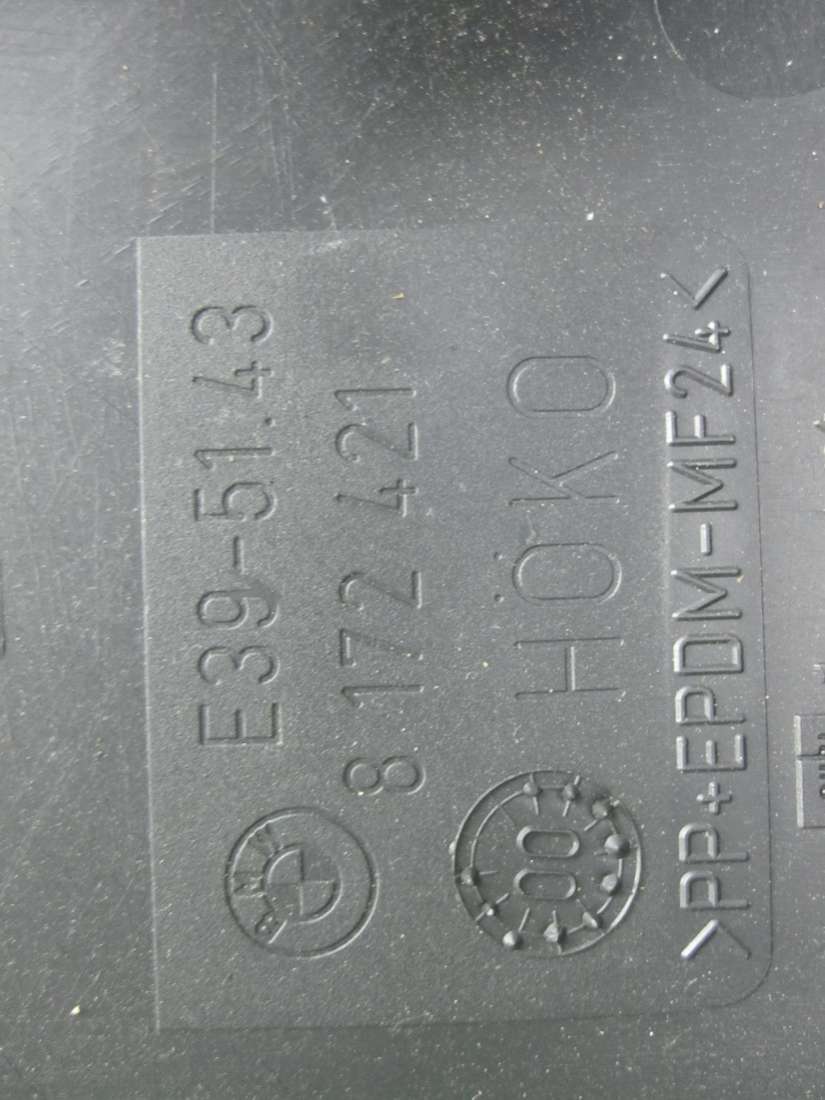 E39-51.43
BMW
8 172 421
HÖKO
00
>PP+EPDM-MF24<